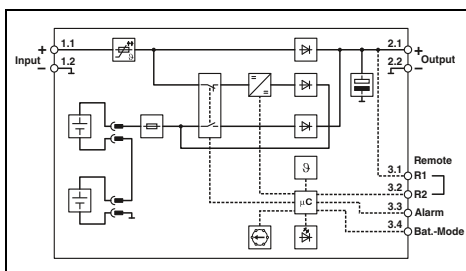 + 1.1
Input
− 1.2
2.1 +
Output
2.2 −
ϑ
ϑ
µC
Remote
3.1 R1
3.2 R2
3.3 Alarm
3.4 Bat.-Mode